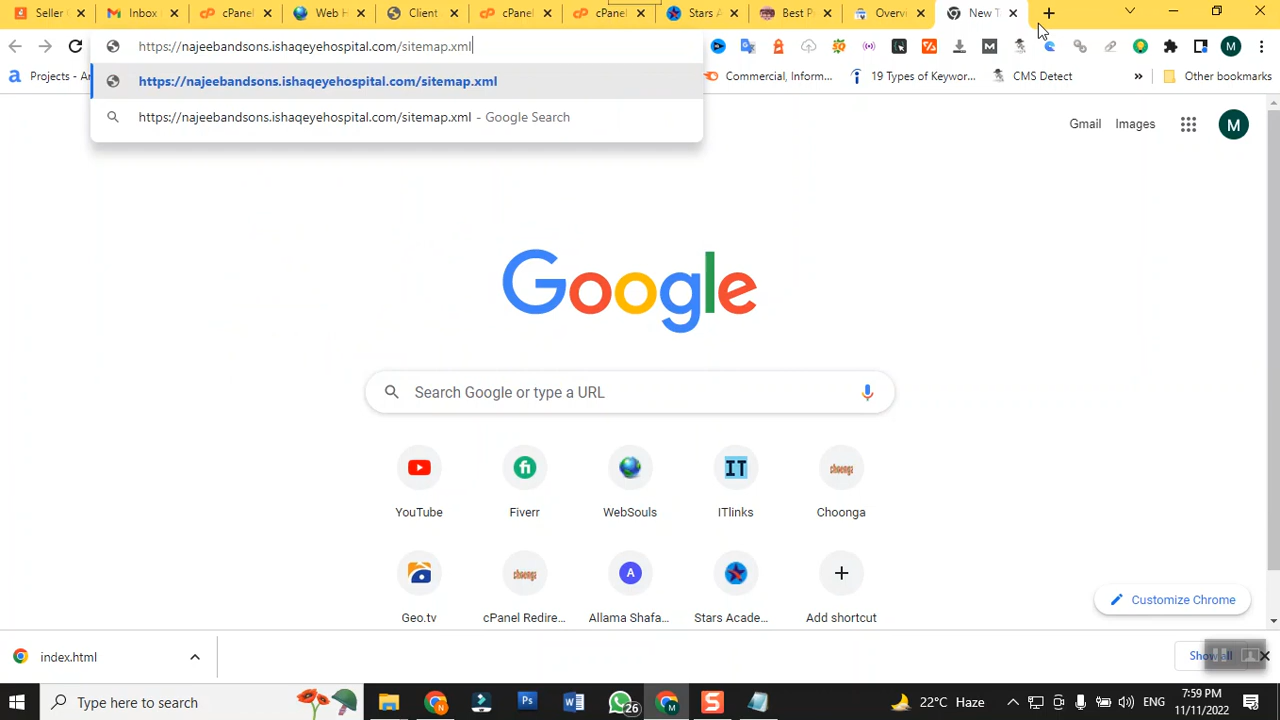 Seller
Inbox
cPanel
Web H
Client
cPanel
cPanel
Stars A
Best P
Overvi
New T
https://najeebandsons.ishaqeyehospital.com/sitemap.xml
https://najeebandsons.ishaqeyehospital.com/sitemap.xml
https://najeebandsons.ishaqeyehospital.com/sitemap.xml - Google Search
Projects - A
Commercial, Inform...
19 Types of Keywor...
CMS Detect
»
Other bookmarks
Gmail Images
M
Google
Search Google or type a URL
YouTube
Fiverr
WebSouls
ITlinks
Choonga
Geo.tv
cPanel Redire...
Allama Shafa...
Stars Acade...
Add shortcut
Customize Chrome
index.html
Show all
Type here to search
26
22°C Haze
ENG
7:59 PM
11/11/2022